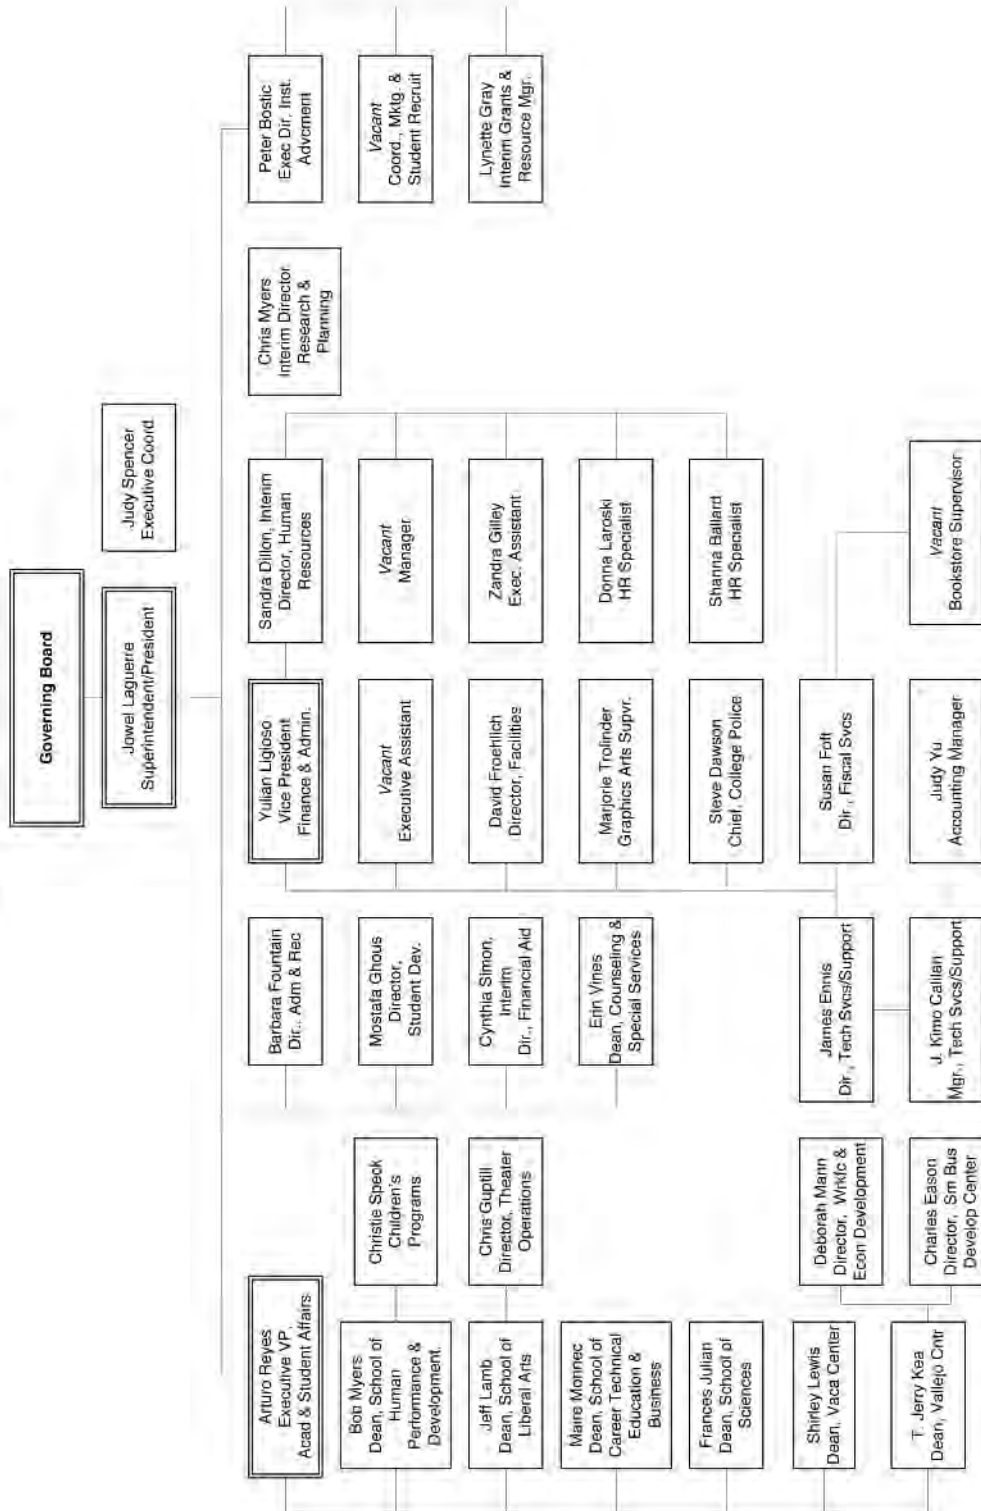 Governing Board
Jowel Laguerre
Superintendent/President
Judy Spencer
Executive Coord.
Arturo Reyes
Executive VP,
Acad & Student Affairs
Barbara Fountain
Dir., Adm & Rec
Yulian Ligioso
Vice President
Finance & Admin.
Sandra Dillon, Interim
Director, Human
Resources
Chris Myers
Interim Director
Research &
Planning
Peter Bostic
Exec Dir, Inst.
Advcment
Bob Myers
Dean, School of
Human
Performance &
Development.
Christie Speck
Children's
Programs
Mostafa Ghous
Director,
Student Dev.
Vacant
Executive Assistant
Vacant
Manager
Vacant
Coord., Mktg. &
Student Recruit
Jeff Lamb
Dean, School of
Liberal Arts
Chris Guptill
Director, Theater
Operations
Cynthia Simon,
Interim
Dir., Financial Aid
David Froehlich
Director, Facilities
Zandra Gilley
Exec. Assistant
Lynette Gray
Interim Grants &
Resource Mgr.
Maire Morinec
Dean, School of
Career Technical
Education &
Business
Erin Vines
Dean, Counseling &
Special Services
Marjorie Trolinder
Graphics Arts Supvr.
Donna Laroski
HR Specialist
Frances Julian
Dean, School of
Sciences
Steve Dawson
Chief, College Police
Shanna Ballard
HR Specialist
Shirley Lewis
Dean, Vaca Center
Deborah Mann
Director, Wrkfc &
Econ Development
James Ennis
Dir., Tech Svcs/Support
Susan Foft
Dir., Fiscal Svcs
T. Jerry Kea
Dean, Vallejo Cntr
Charles Eason
Director, Sm Bus
Develop Center
J. Kimo Calilan
Mgr., Tech Svcs/Support
Judy Yu
Accounting Manager
Vacant
Bookstore Supervisor